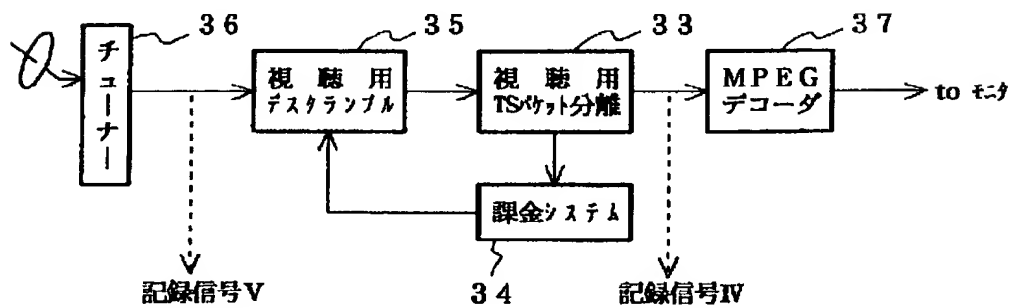 ３６
チューナー
３５
視聴用
デスクランブル
３３
視聴用
TSパケット分離
３７
MPEG
デコーダ
to モニタ
課金システム
３４
記録信号Ⅴ
記録信号Ⅳ